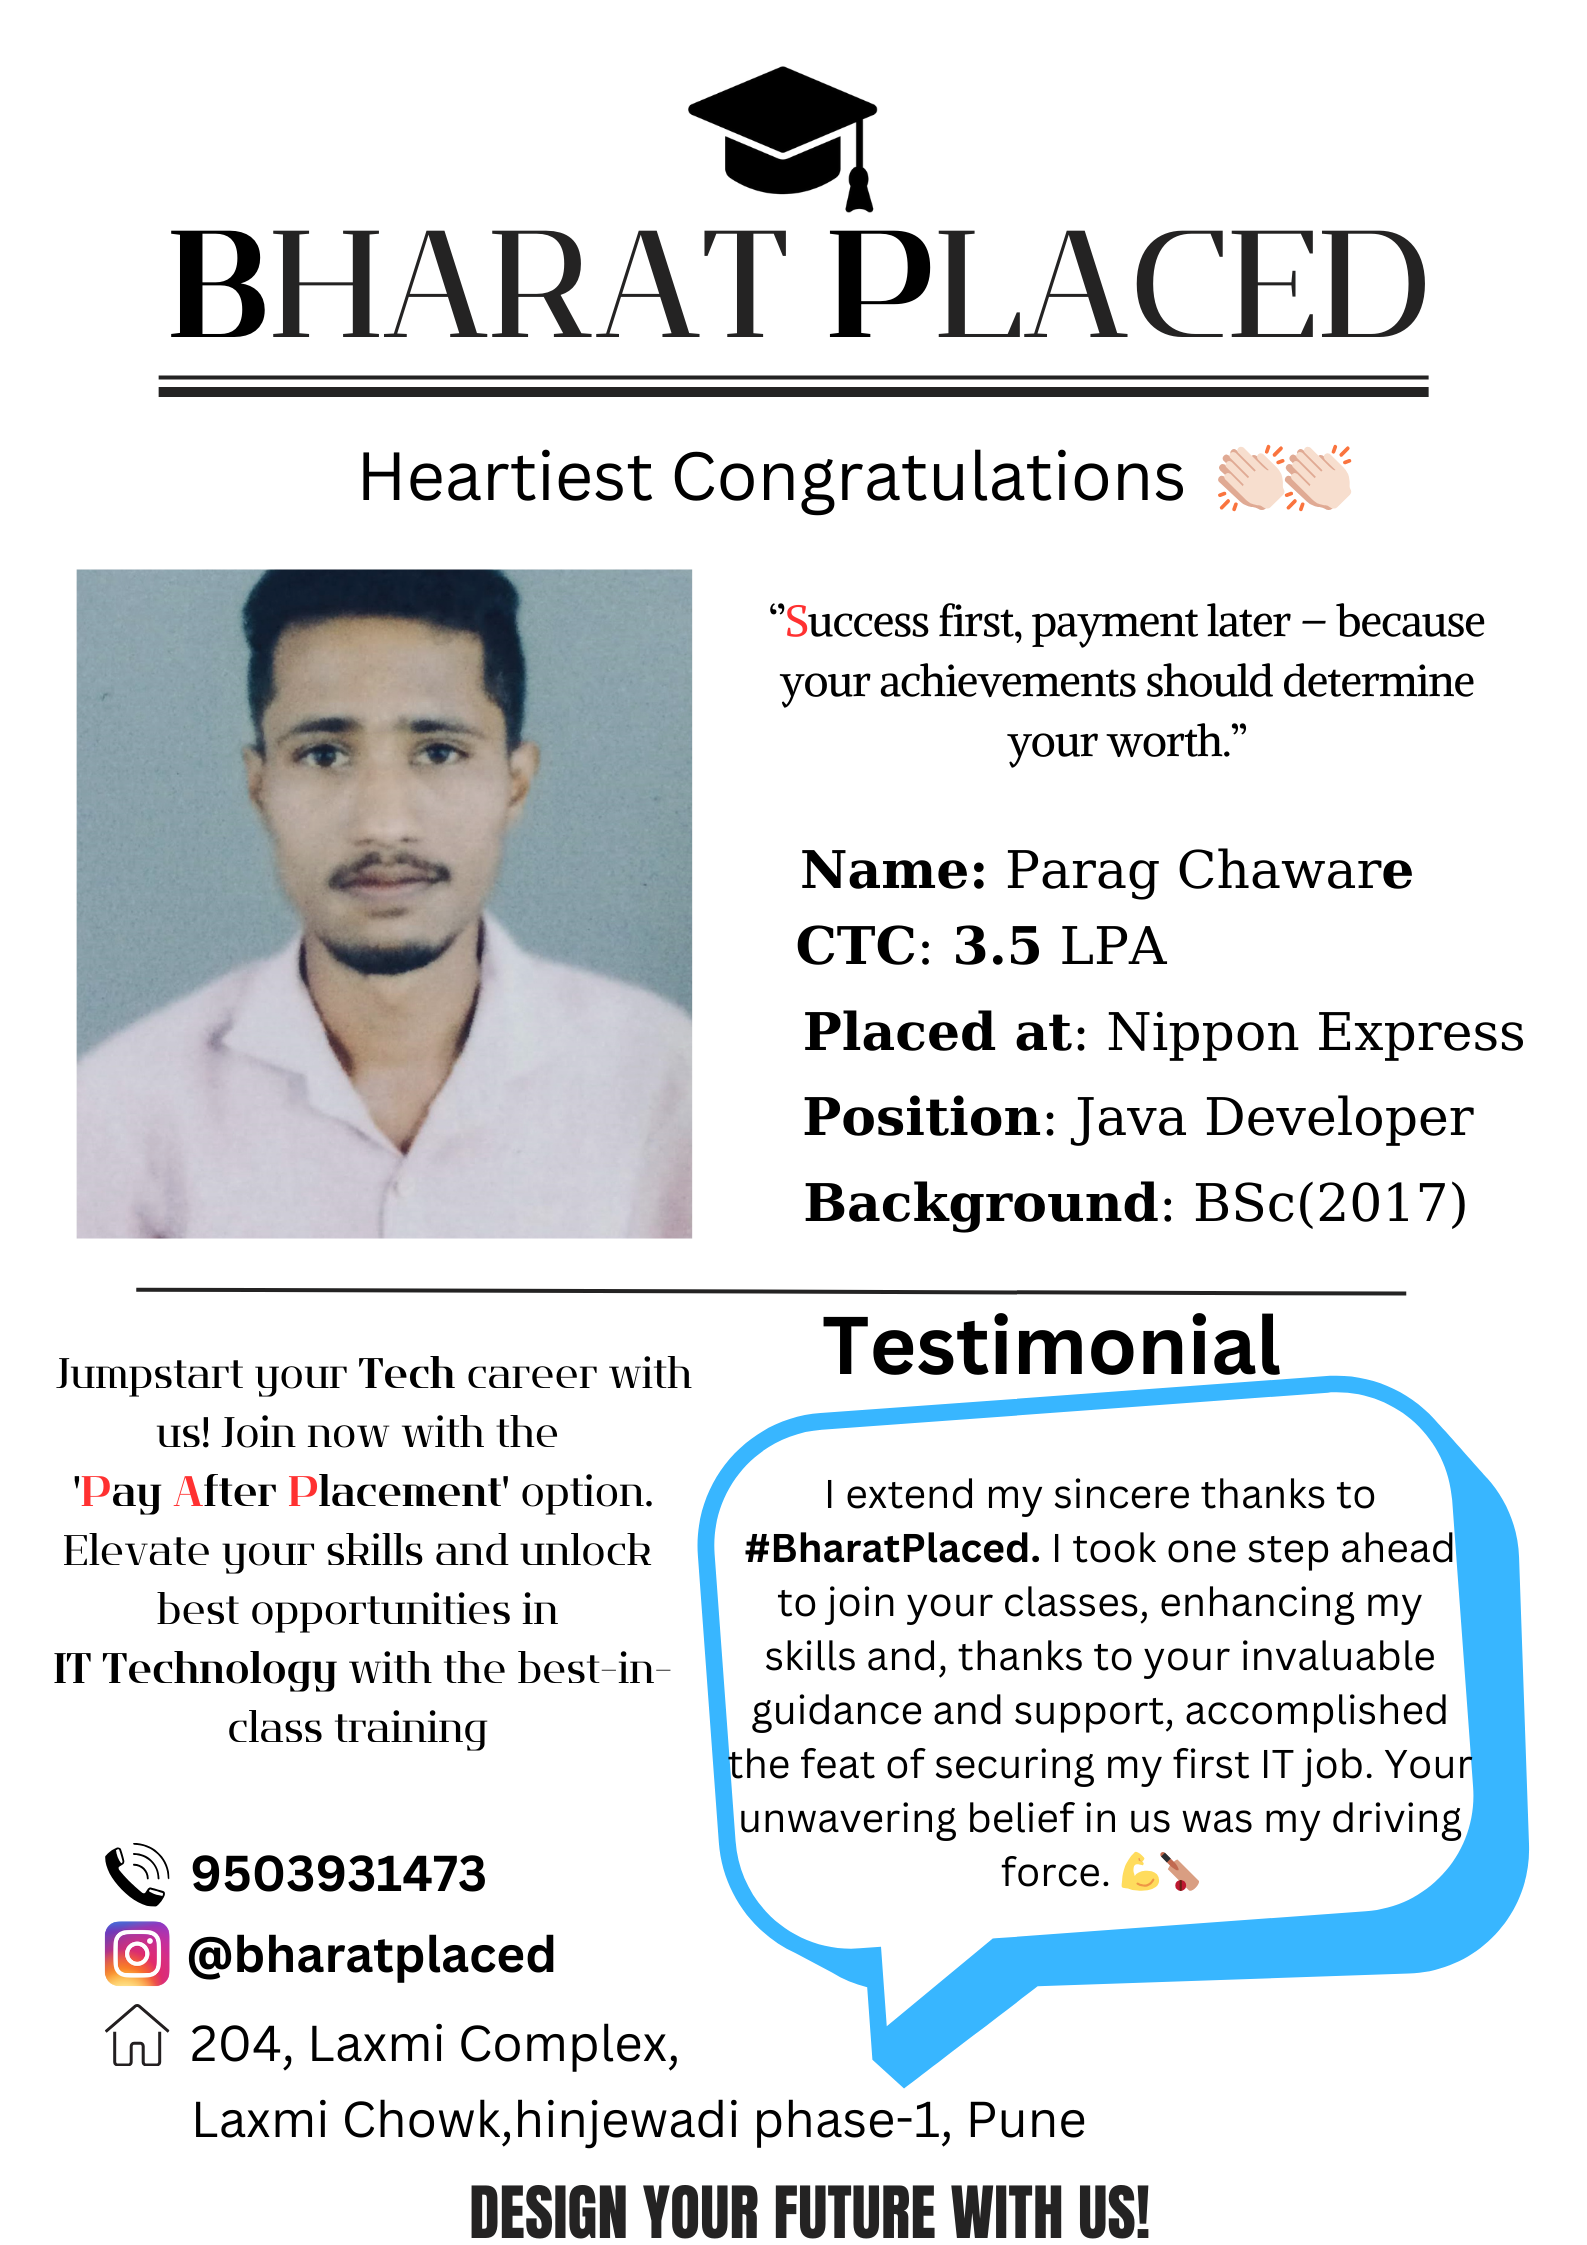 BHARAT PLACED
Heartiest Congratulations 👏🏻👏🏻
“Success first, payment later – because
your achievements should determine
your worth.”
Name: Parag Chaware
CTC: 3.5 LPA
Placed at: Nippon Express
Position: Java Developer
Background: BSc(2017)
Jumpstart your Tech career with
us! Join now with the
'Pay After Placement' option.
Elevate your skills and unlock
best opportunities in
IT Technology with the best-in-
class training
Testimonial
I extend my sincere thanks to
#BharatPlaced. I took one step ahead
to join your classes, enhancing my
skills and, thanks to your invaluable
guidance and support, accomplished
the feat of securing my first IT job. Your
unwavering belief in us was my driving
force. 💪🏏
9503931473
@bharatplaced
204, Laxmi Complex,
Laxmi Chowk,hinjewadi phase-1, Pune
DESIGN YOUR FUTURE WITH US!